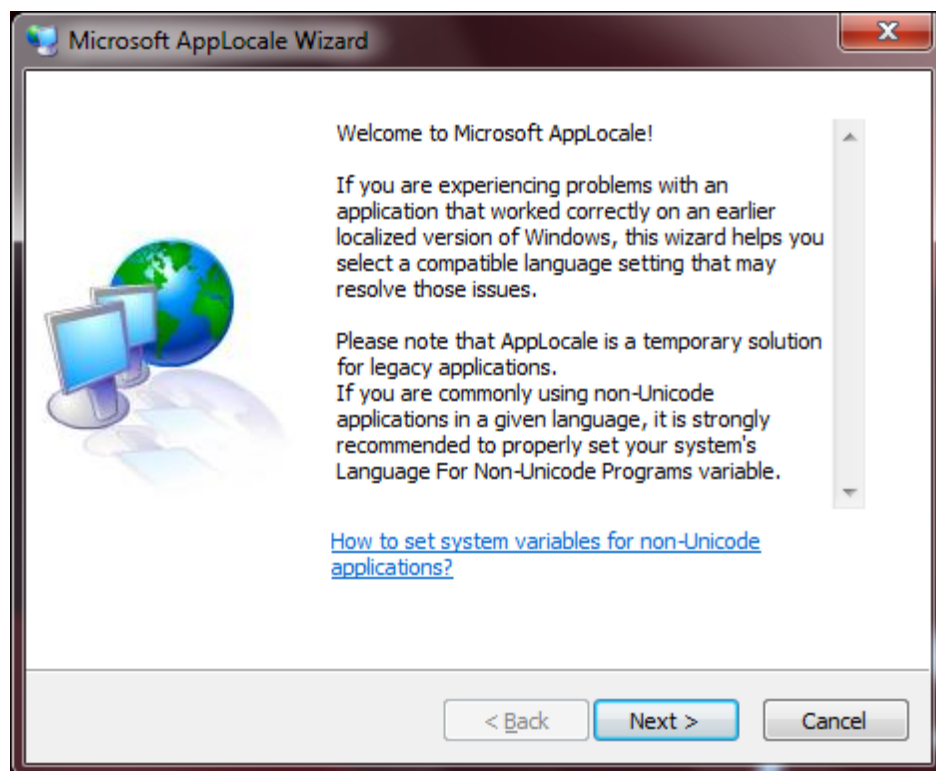 Microsoft AppLocale Wizard
Welcome to Microsoft AppLocale!
If you are experiencing problems with an
application that worked correctly on an earlier
localized version of Windows, this wizard helps you
select a compatible language setting that may
resolve those issues.
Please note that AppLocale is a temporary solution
for legacy applications.
If you are commonly using non-Unicode
applications in a given language, it is strongly
recommended to properly set your system's
Language For Non-Unicode Programs variable.
How to set system variables for non-Unicode
applications?
< Back
Next >
Cancel